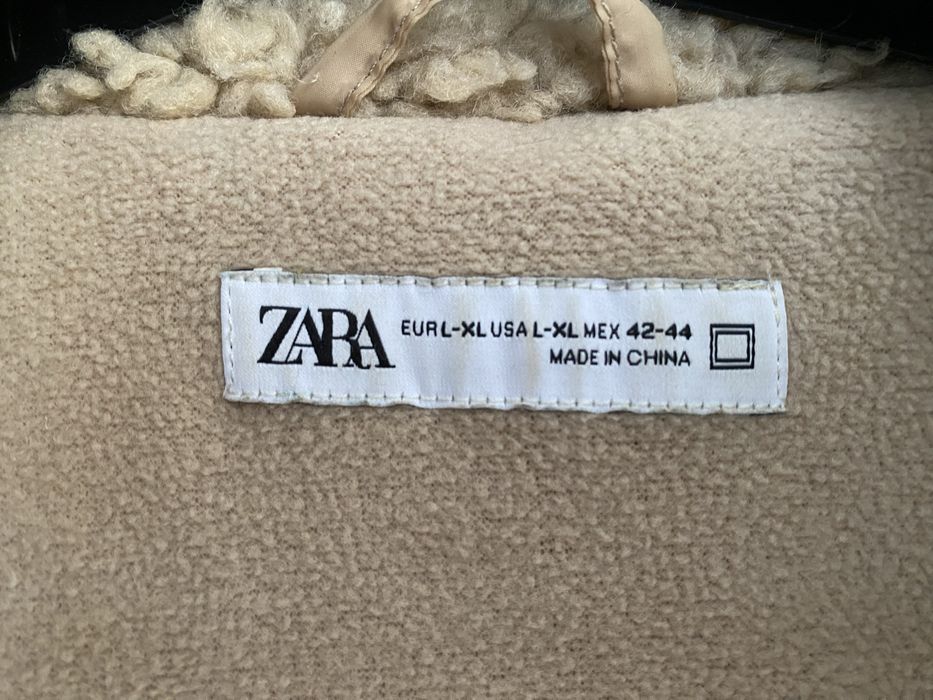 ZARA
EUR L-XL USA L-XL MEX 42-44
MADE IN CHINA